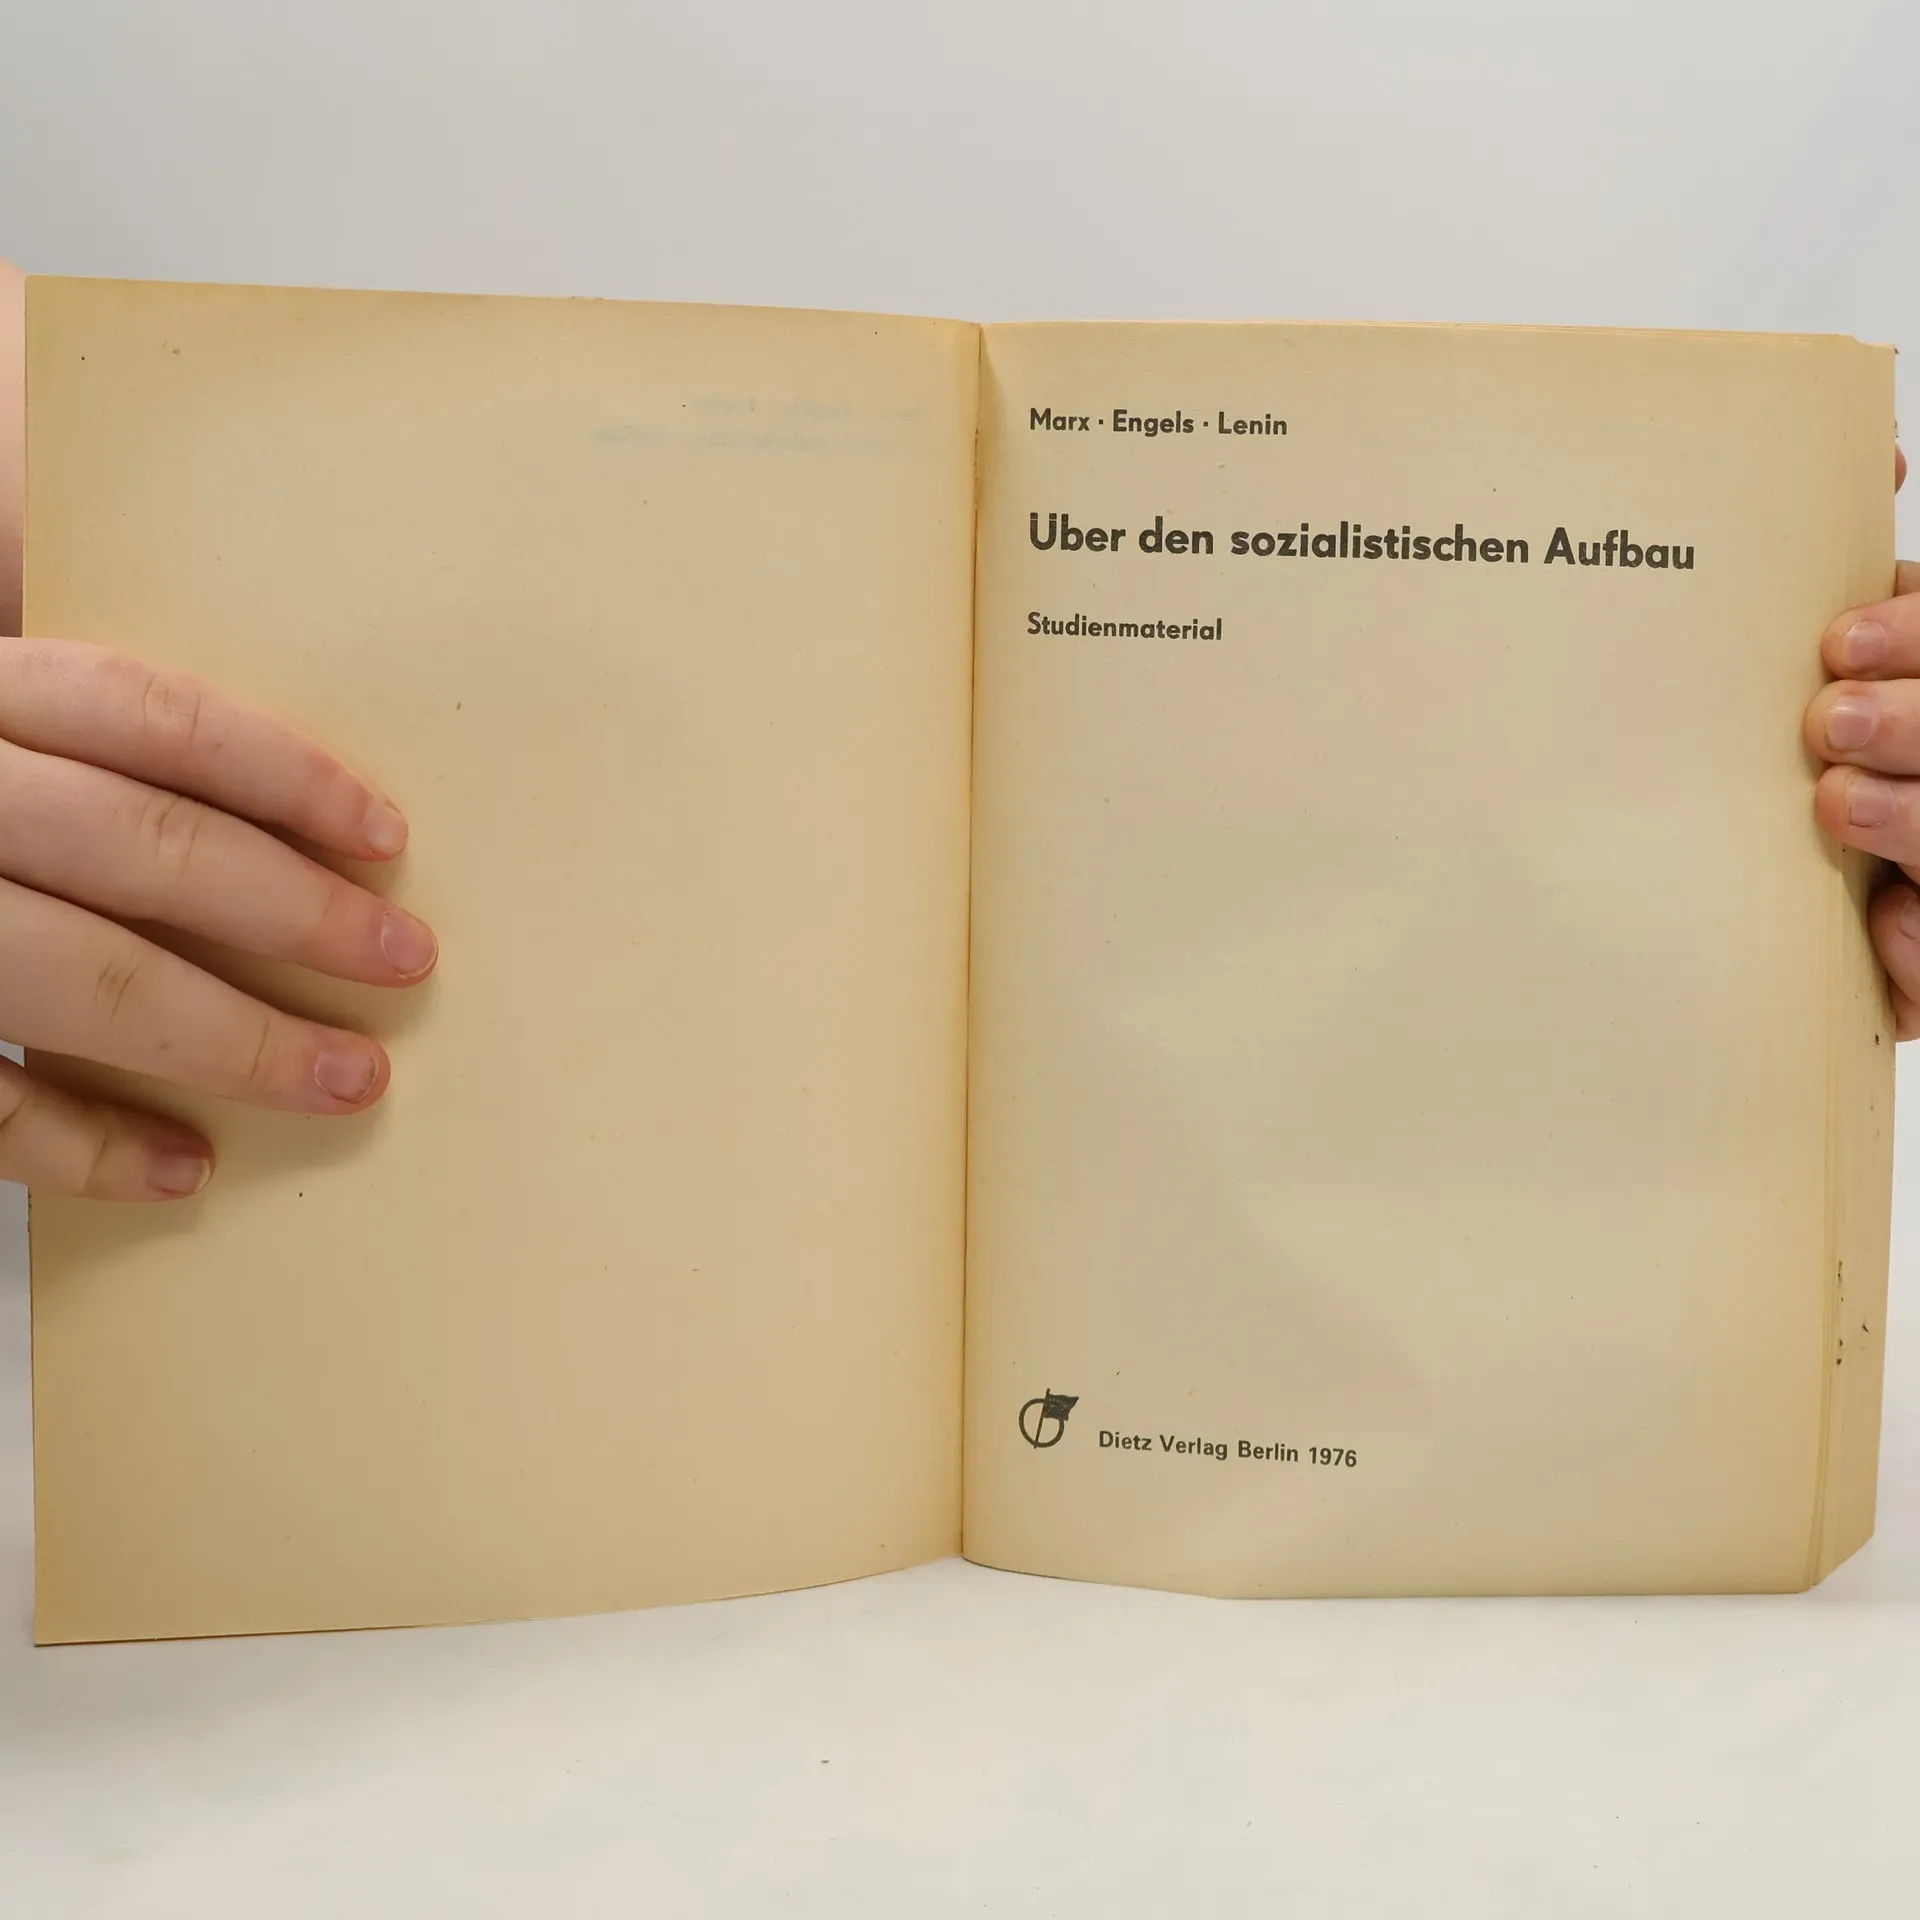 Marx · Engels · Lenin
Über den sozialistischen Aufbau
Studienmaterial
Dietz Verlag Berlin 1976